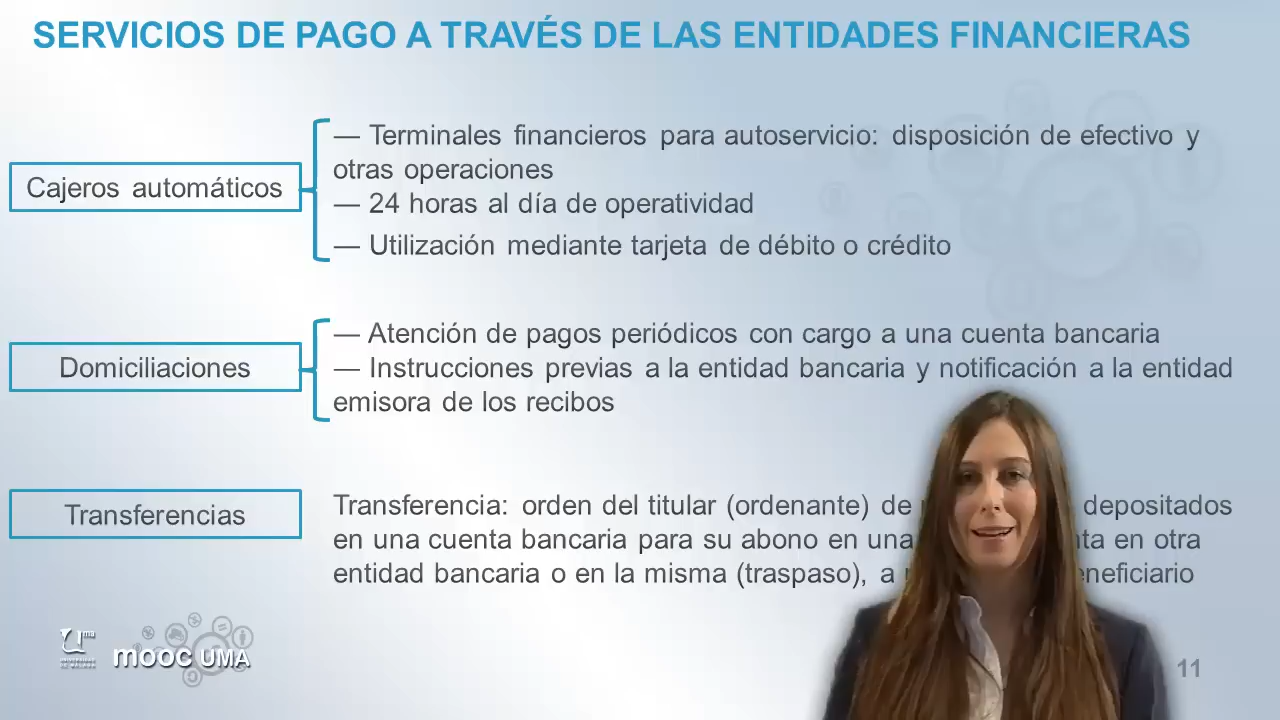 SERVICIOS DE PAGO A TRAVÉS DE LAS ENTIDADES FINANCIERAS
Cajeros automáticos
— Terminales financieros para autoservicio: disposición de efectivo y
otras operaciones
— 24 horas al día de operatividad
— Utilización mediante tarjeta de débito o crédito
Domiciliaciones
— Atención de pagos periódicos con cargo a una cuenta bancaria
— Instrucciones previas a la entidad bancaria y notificación a la entidad
emisora de los recibos
Transferencias
Transferencia: orden del titular (ordenante) de depositados
en una cuenta bancaria para su abono en una en otra
entidad bancaria o en la misma (traspaso), a
uma
UNIVERSIDAD
DE MÁLAGA
mooc UMA
11